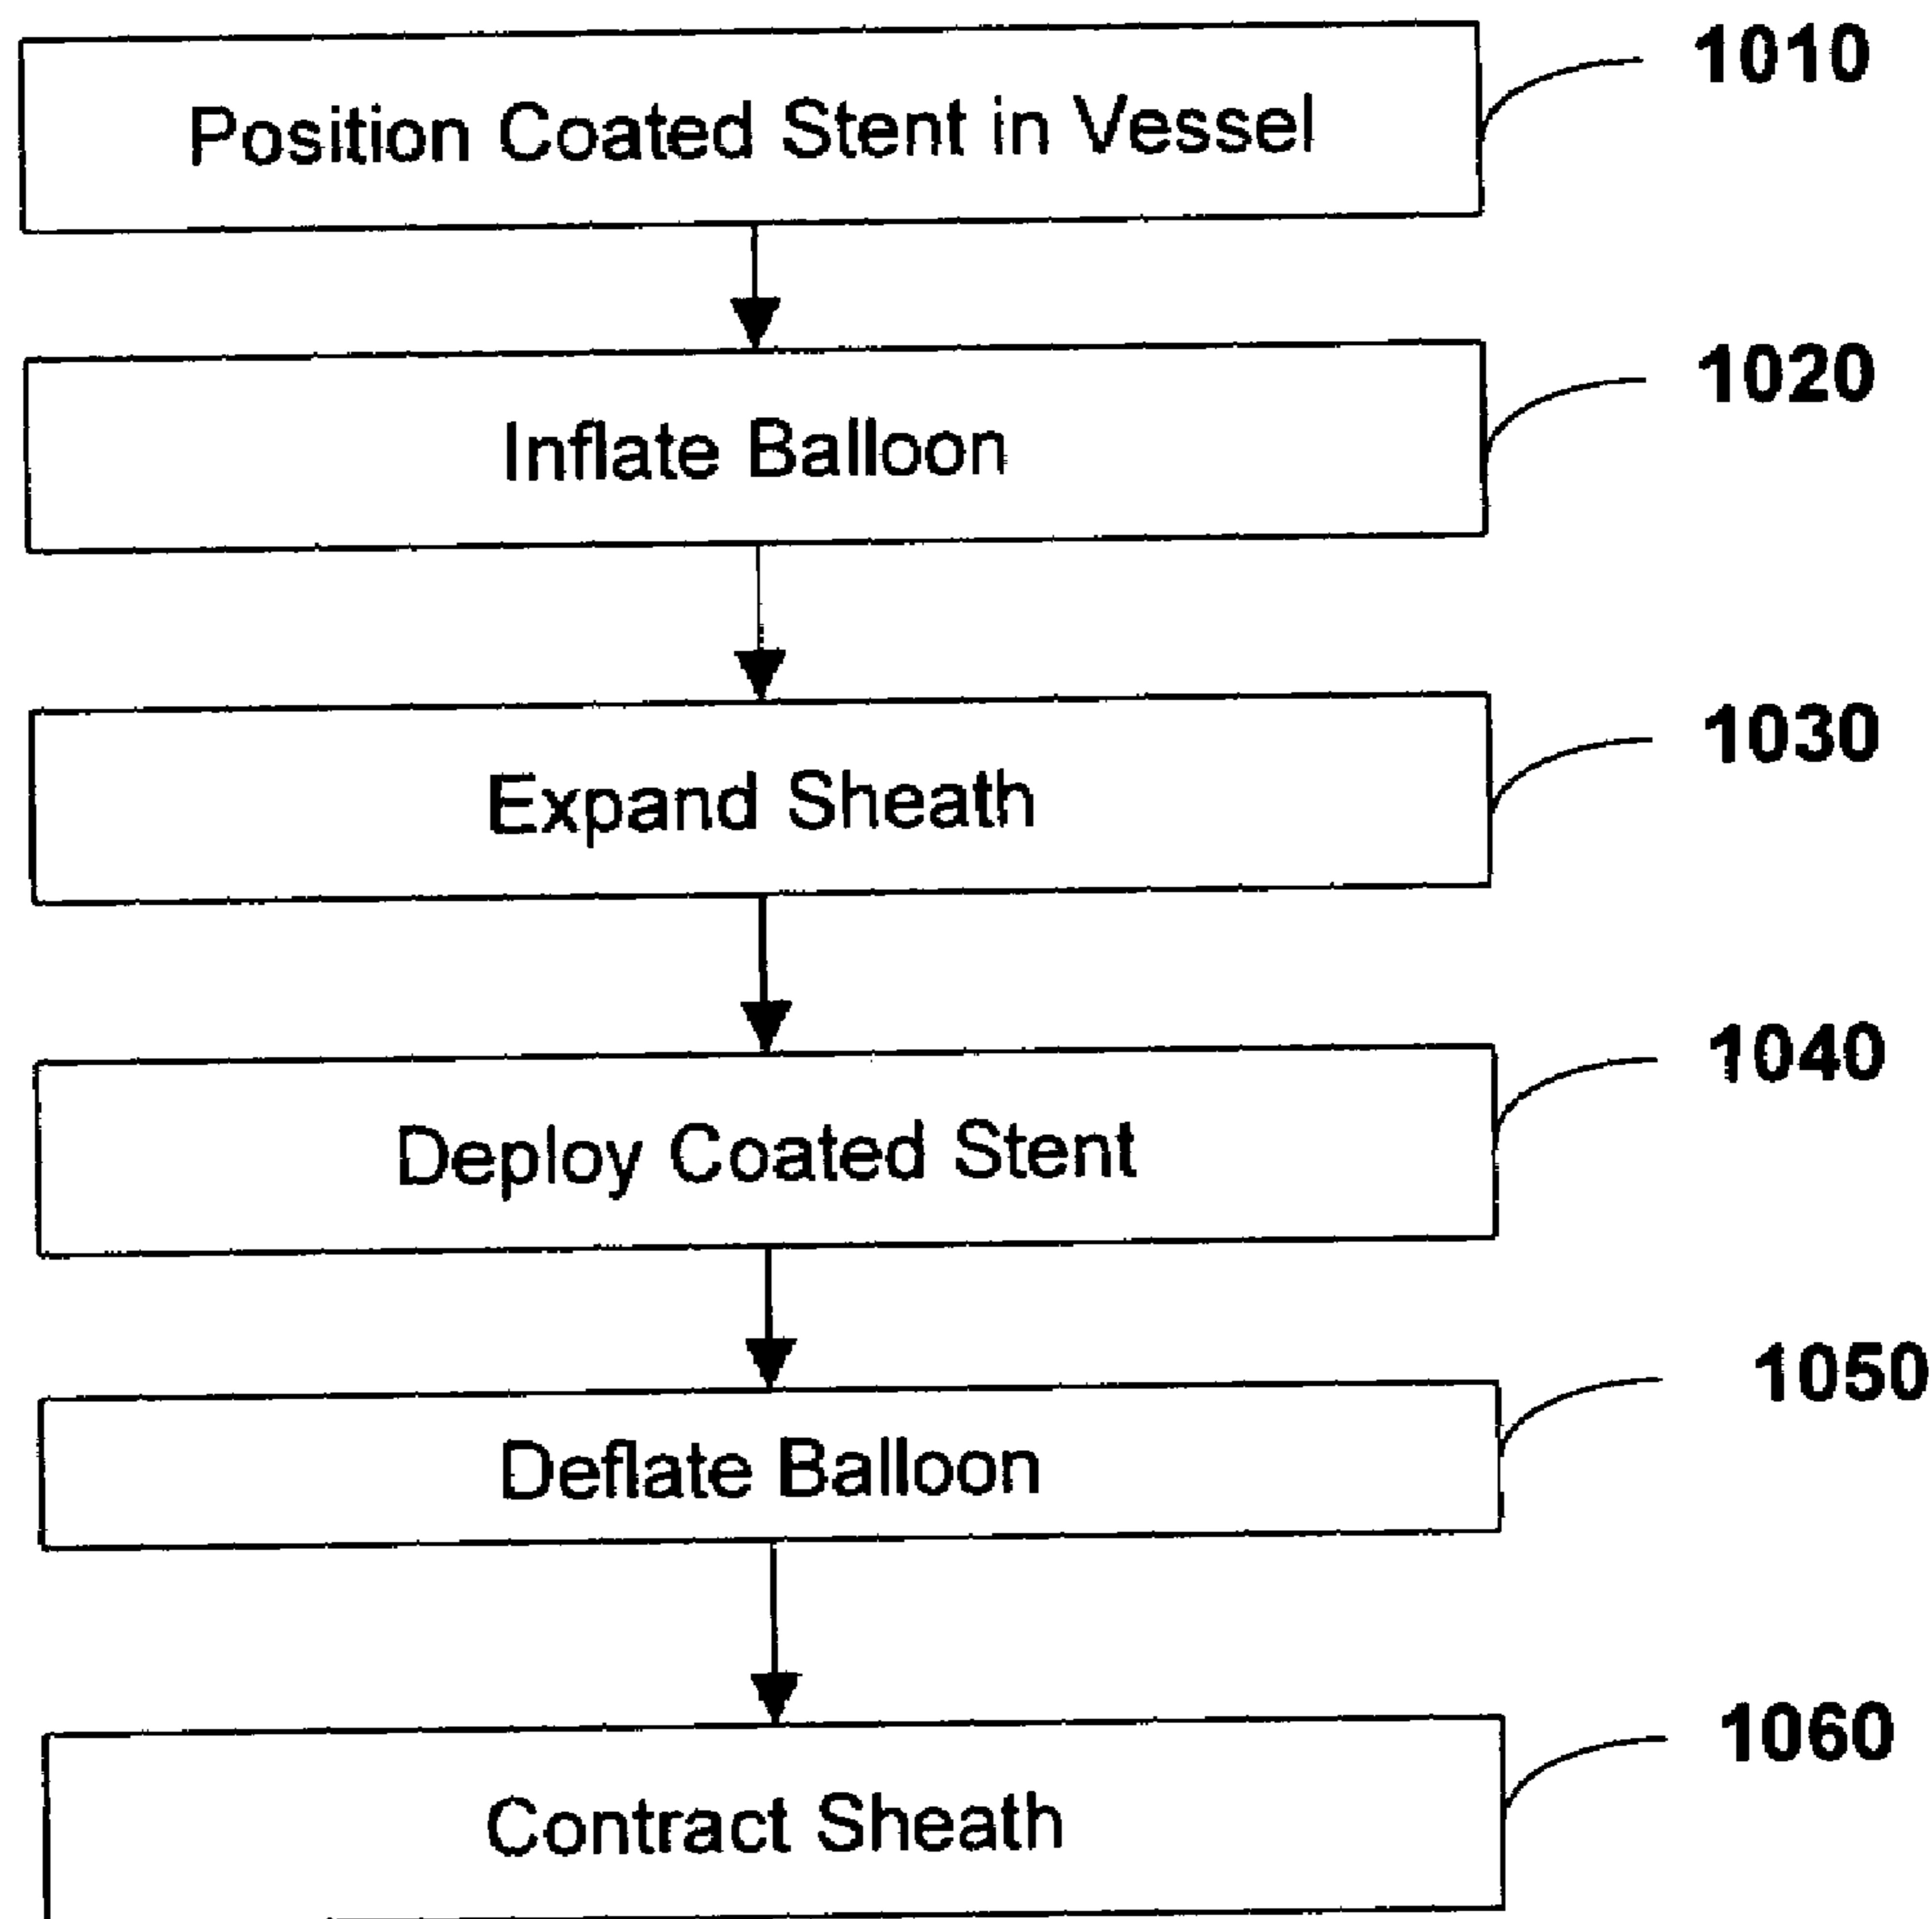 Position Coated Stent in Vessel
1010
Inflate Balloon
1020
Expand Sheath
1030
Deploy Coated Stent
1040
Deflate Balloon
1050
Contract Sheath
1060